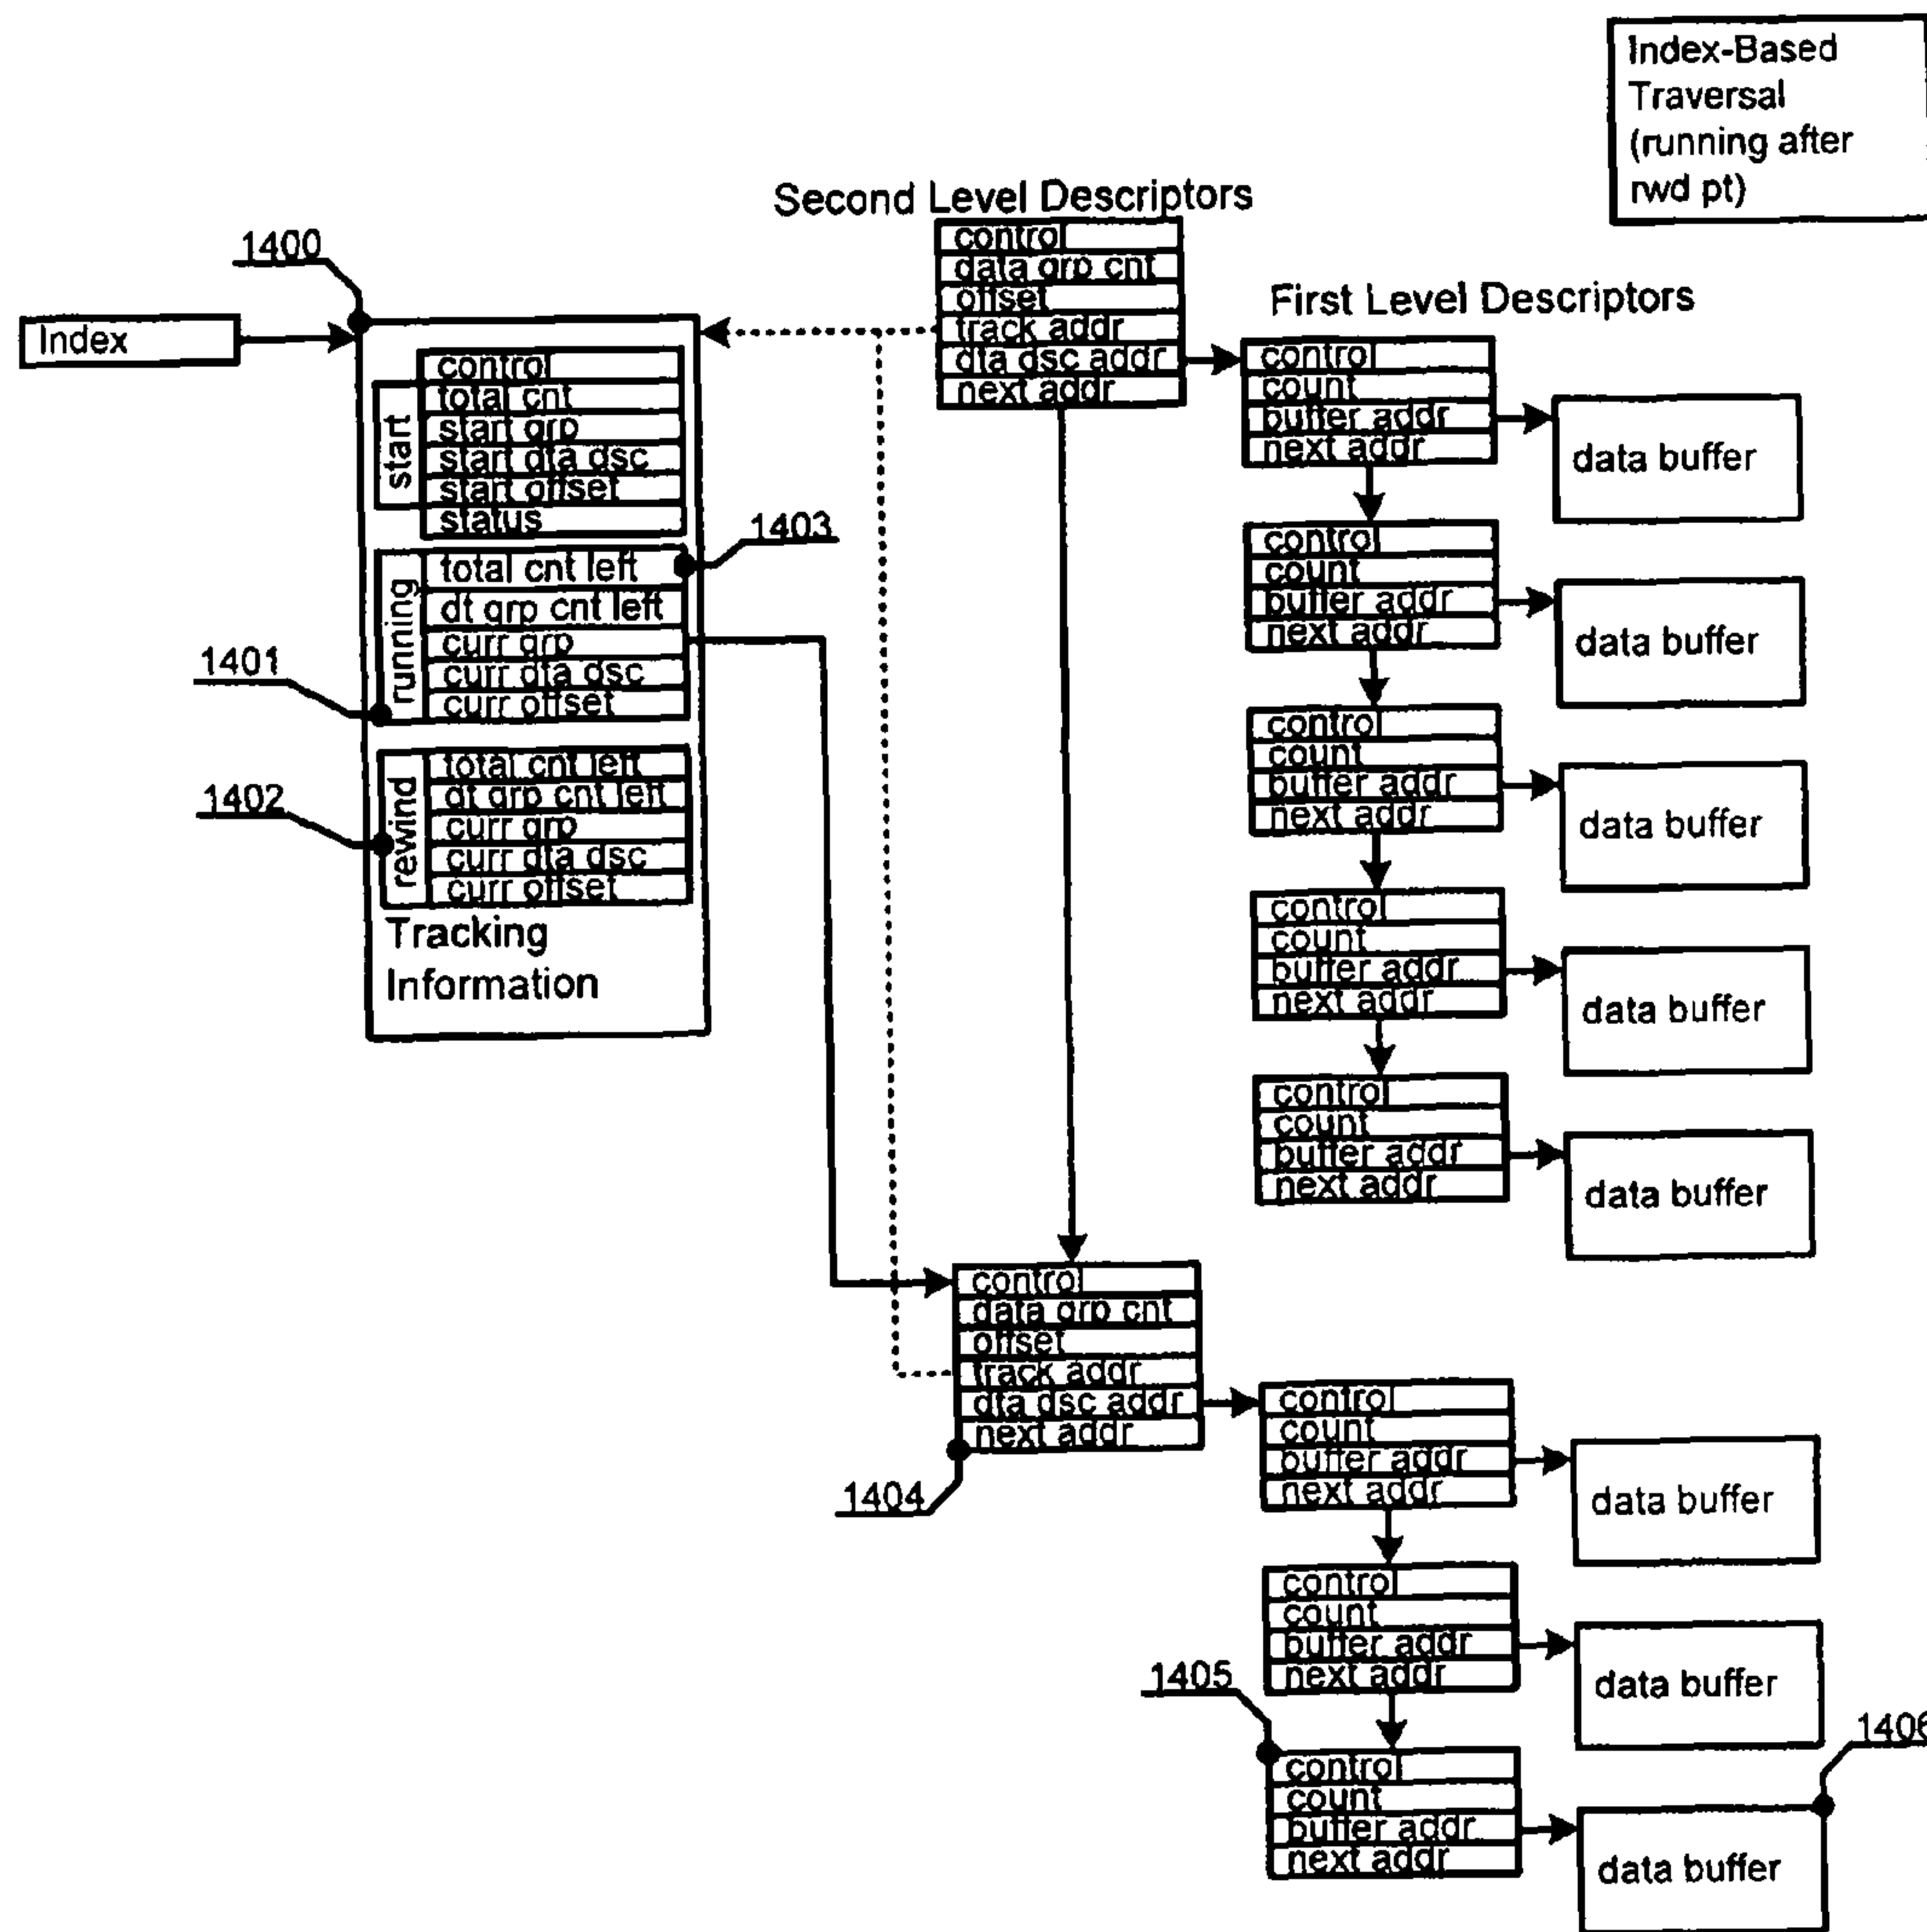 Index-Based
Traversal
(running after
rwd pt)
Second Level Descriptors
control
data grp cnt
offset
track addr
dta dsc addr
next addr
First Level Descriptors
1400
Index
control
total cnt
start grp
start dta dsc
start offset
status
start
1403
total cnt left
dt grp cnt left
curr grp
curr dta dsc
curr offset
running
1401
total cnt left
dt grp cnt left
curr grp
curr dta dsc
curr offset
rewind
1402
Tracking
Information
control
count
buffer addr
next addr
data buffer
control
count
buffer addr
next addr
data buffer
control
count
buffer addr
next addr
data buffer
control
count
buffer addr
next addr
data buffer
control
count
buffer addr
next addr
data buffer
control
data grp cnt
offset
track addr
dta dsc addr
next addr
1404
control
count
buffer addr
next addr
data buffer
control
count
buffer addr
next addr
data buffer
1405
control
count
buffer addr
next addr
data buffer
1406